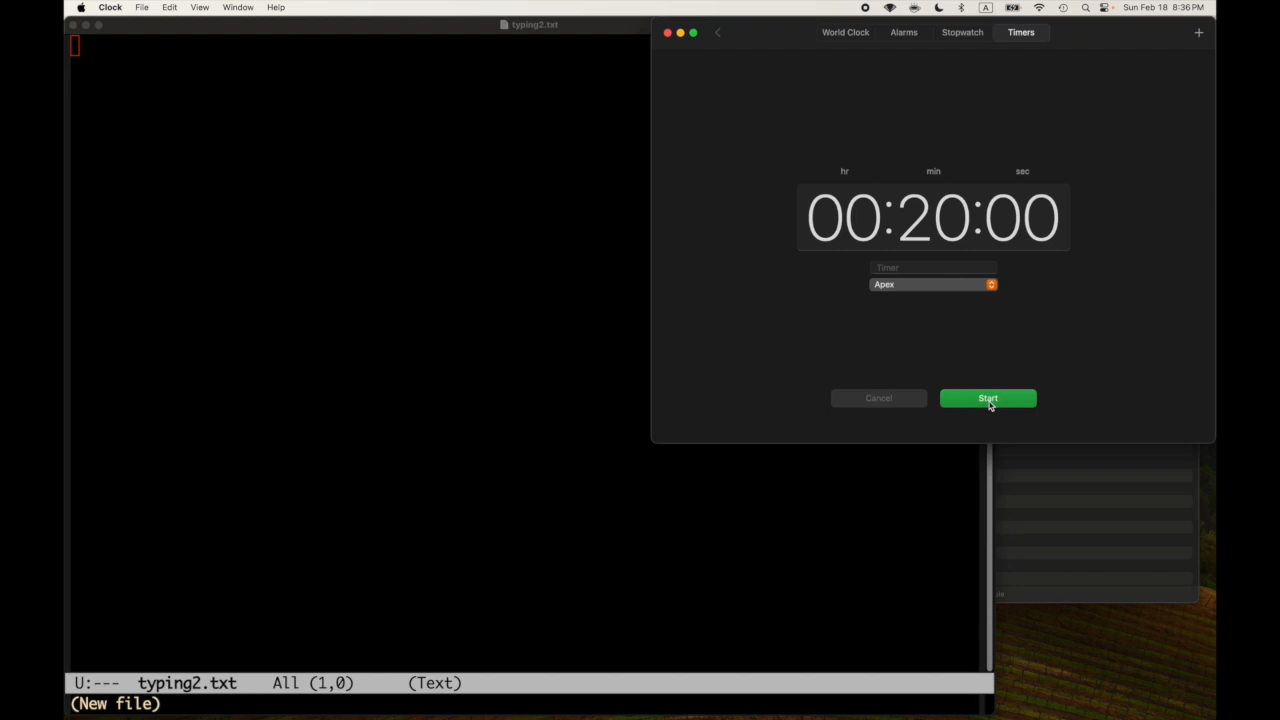 Clock File Edit View Window Help
A
Sun Feb 18 8:36 PM
typing2.txt
World Clock Alarms Stopwatch Timers +
hr min sec
00:20:00
Timer
Apex
Cancel Start
U:--- typing2.txt All (1,0) (Text)
(New file)